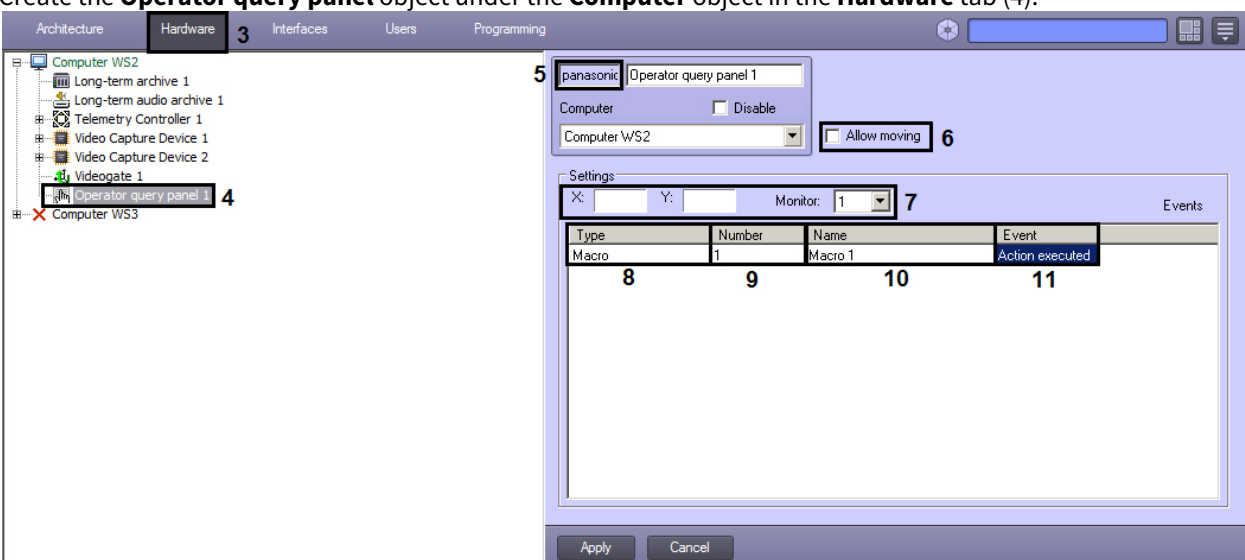 Create the Operator query panel object under the Computer object in the Hardware tab (4).
Architecture Hardware 3 Interfaces Users Programming
Computer WS2
Long-term archive 1
Long-term audio archive 1
Telemetry Controller 1
Video Capture Device 1
Video Capture Device 2
Videogate 1
Operator query panel 1 4
Computer WS3
5 panasonic Operator query panel 1
Computer Disable
Computer WS2 Allow moving 6
Settings
X: Y: Monitor: 1 7 Events
Type Number Name Event
Macro 1 Macro 1 Action executed
8 9 10 11
Apply Cancel